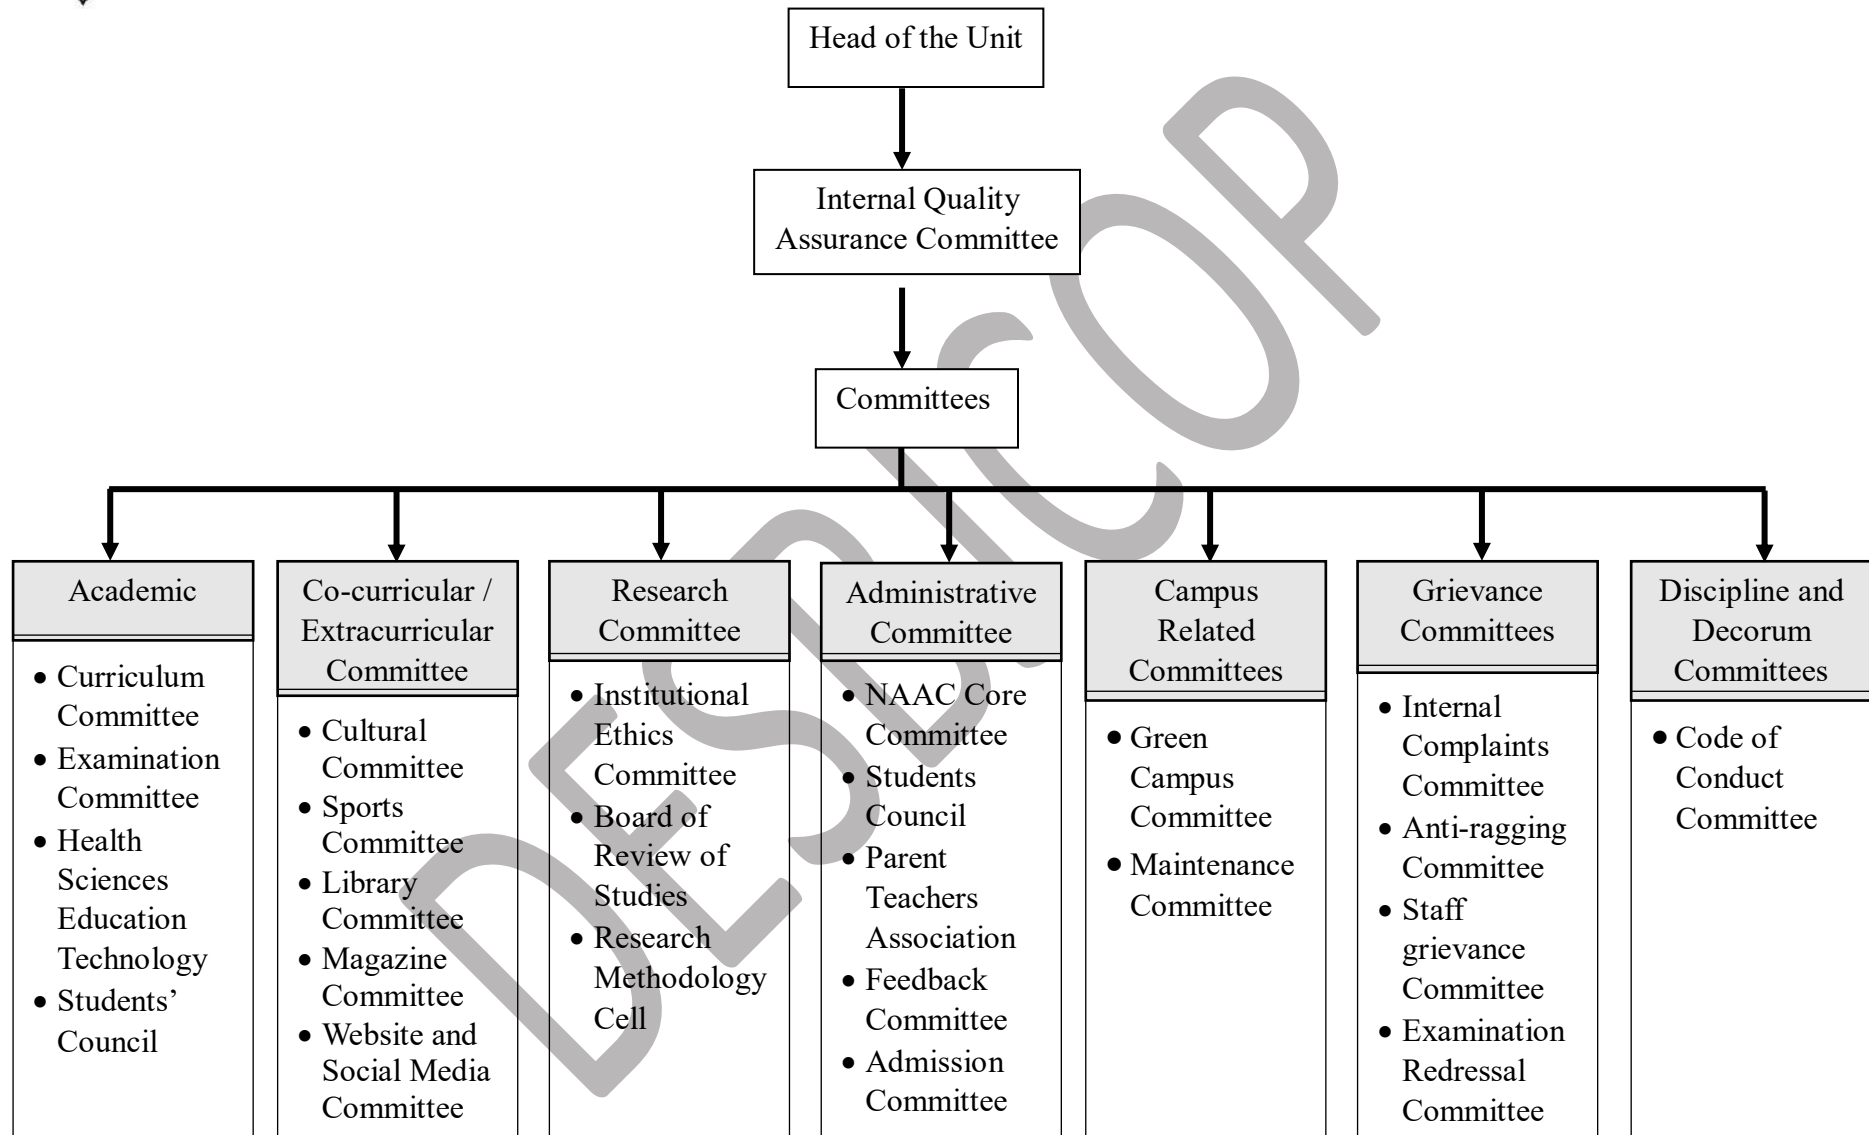 Head of the Unit
Internal Quality
Assurance Committee
Committees
Academic
• Curriculum
Committee
• Examination
Committee
• Health
Sciences
Education
Technology
• Students’
Council
Co-curricular /
Extracurricular
Committee
• Cultural
Committee
• Sports
Committee
• Library
Committee
• Magazine
Committee
• Website and
Social Media
Committee
Research
Committee
• Institutional
Ethics
Committee
• Board of
Review of
Studies
• Research
Methodology
Cell
Administrative
Committee
• NAAC Core
Committee
• Students
Council
• Parent
Teachers
Association
• Feedback
Committee
• Admission
Committee
Campus
Related
Committees
• Green
Campus
Committee
• Maintenance
Committee
Grievance
Committees
• Internal
Complaints
Committee
• Anti-ragging
Committee
• Staff
grievance
Committee
• Examination
Redressal
Committee
Discipline and
Decorum
Committees
• Code of
Conduct
Committee